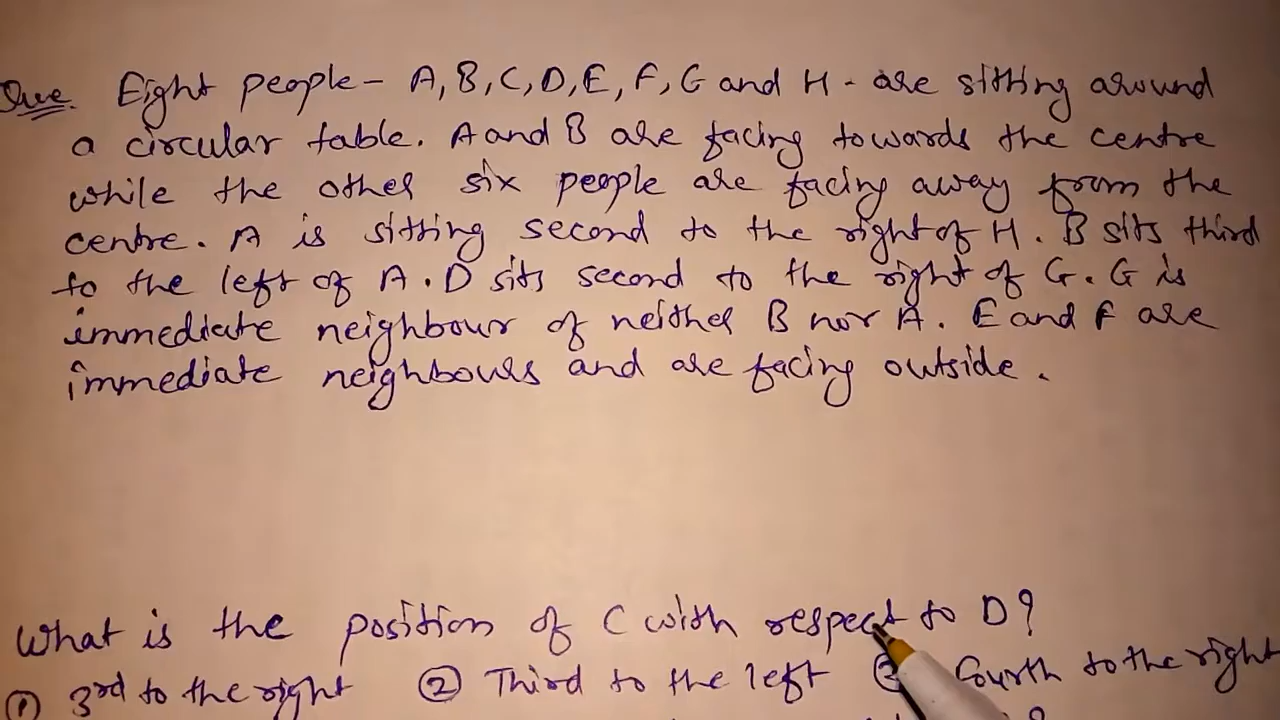 Que. Eight people - A, B, C, D, E, F, G and H - are sitting around
a circular table. A and B are facing towards the centre
while the other six people are facing away from the
centre. A is sitting second to the right of H. B sits third
to the left of A. D sits second to the right of G. G is
immediate neighbour of neither B nor A. E and F are
immediate neighbours and are facing outside.
What is the position of C with respect to D?
① 3rd to the right ② Third to the left ③ Fourth to the right